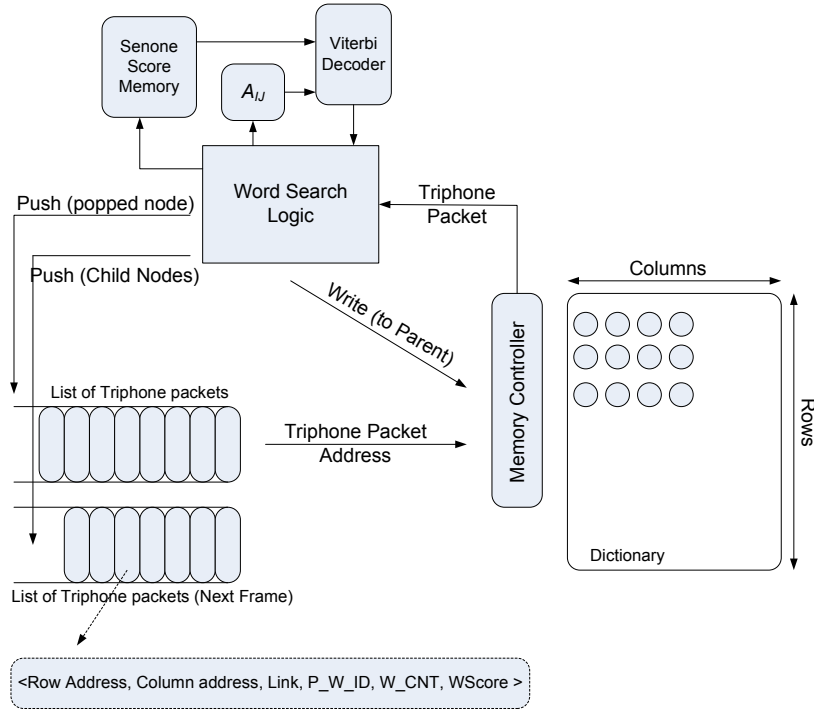 Senone
Score
Memory
Viterbi
Decoder
A_IJ
Word Search
Logic
Push (popped node)
Push (Child Nodes)
Triphone
Packet
Write (to Parent)
Columns
Rows
Memory Controller
List of Triphone packets
Triphone Packet
Address
Dictionary
List of Triphone packets (Next Frame)
<Row Address, Column address, Link, P_W_ID, W_CNT, WScore >